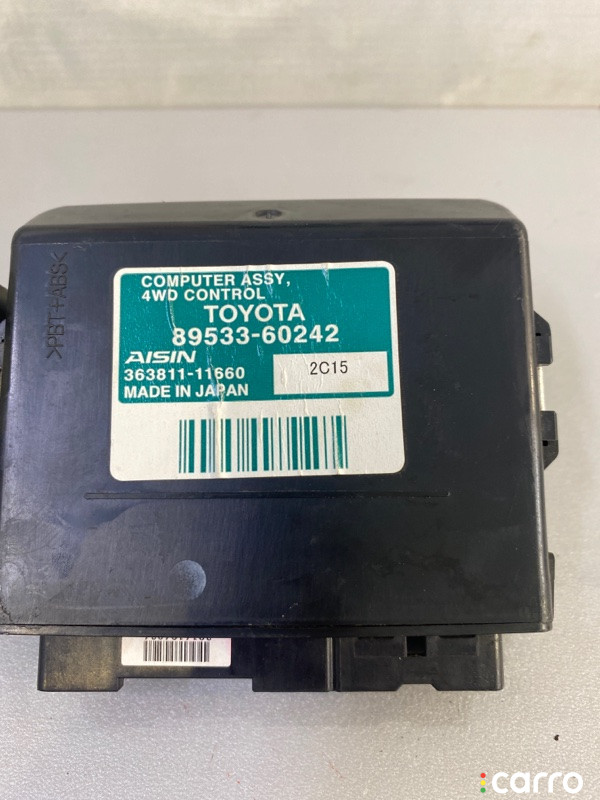 >PBT+ABS<
COMPUTER ASSY,
4WD CONTROL
TOYOTA
89533-60242
AISIN
363811-11660
2C15
MADE IN JAPAN
carro